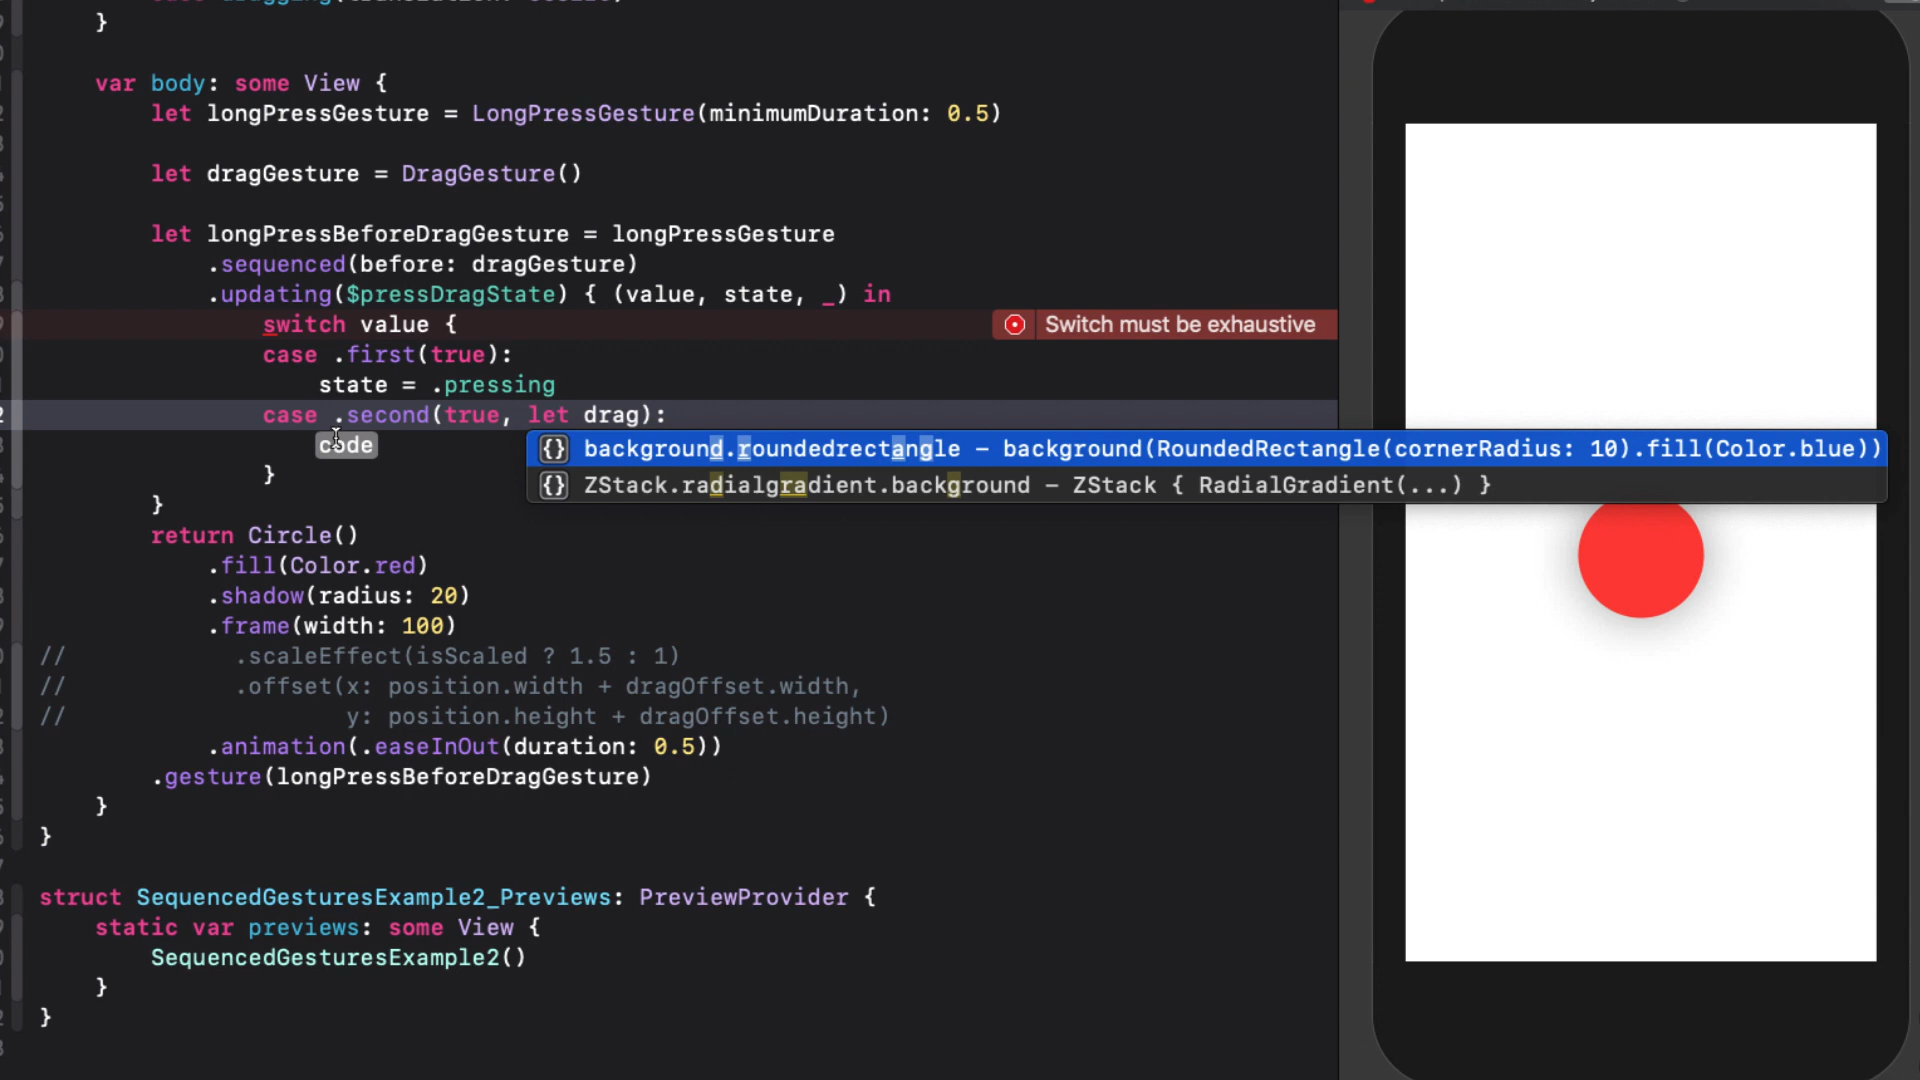 }
var body: some View {
let longPressGesture = LongPressGesture(minimumDuration: 0.5)
let dragGesture = DragGesture()
let longPressBeforeDragGesture = longPressGesture
.sequenced(before: dragGesture)
.updating($pressDragState) { (value, state, _) in
switch value { Switch must be exhaustive
case .first(true):
state = .pressing
case .second(true, let drag):
code
{} background.roundedrectangle – background(RoundedRectangle(cornerRadius: 10).fill(Color.blue))
}
{} ZStack.radialgradient.background – ZStack { RadialGradient(...) }
}
return Circle()
.fill(Color.red)
.shadow(radius: 20)
.frame(width: 100)
// .scaleEffect(isScaled ? 1.5 : 1)
// .offset(x: position.width + dragOffset.width,
// y: position.height + dragOffset.height)
.animation(.easeInOut(duration: 0.5))
.gesture(longPressBeforeDragGesture)
}
}
struct SequencedGesturesExample2_Previews: PreviewProvider {
static var previews: some View {
SequencedGesturesExample2()
}
}